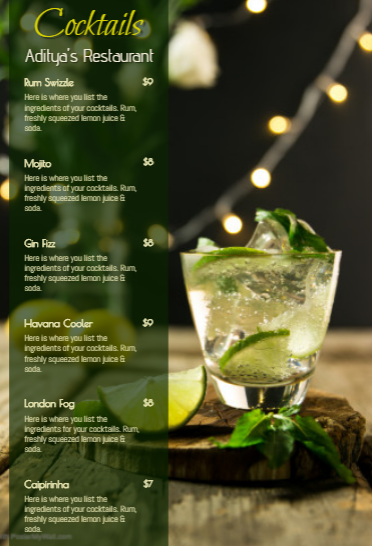 Cocktails
Aditya's Restaurant
Rum Swizzle $9
Here is where you list the
ingredients of your cocktails. Rum,
freshly squeezed lemon juice &
soda.
Mojito $8
Here is where you list the
ingredients of your cocktails. Rum,
freshly squeezed lemon juice &
soda.
Gin Fizz $8
Here is where you list the
ingredients of your cocktails. Rum,
freshly squeezed lemon juice &
soda.
Havana Cooler $9
Here is where you list the
ingredients of your cocktails. Rum,
freshly squeezed lemon juice &
soda.
London Fog $8
Here is where you list the
ingredients for your cocktails. Rum,
freshly squeezed lemon juice &
soda.
Caipirinha $7
Here is where you list the
ingredients of your cocktails. Rum,
freshly squeezed lemon juice &
soda.